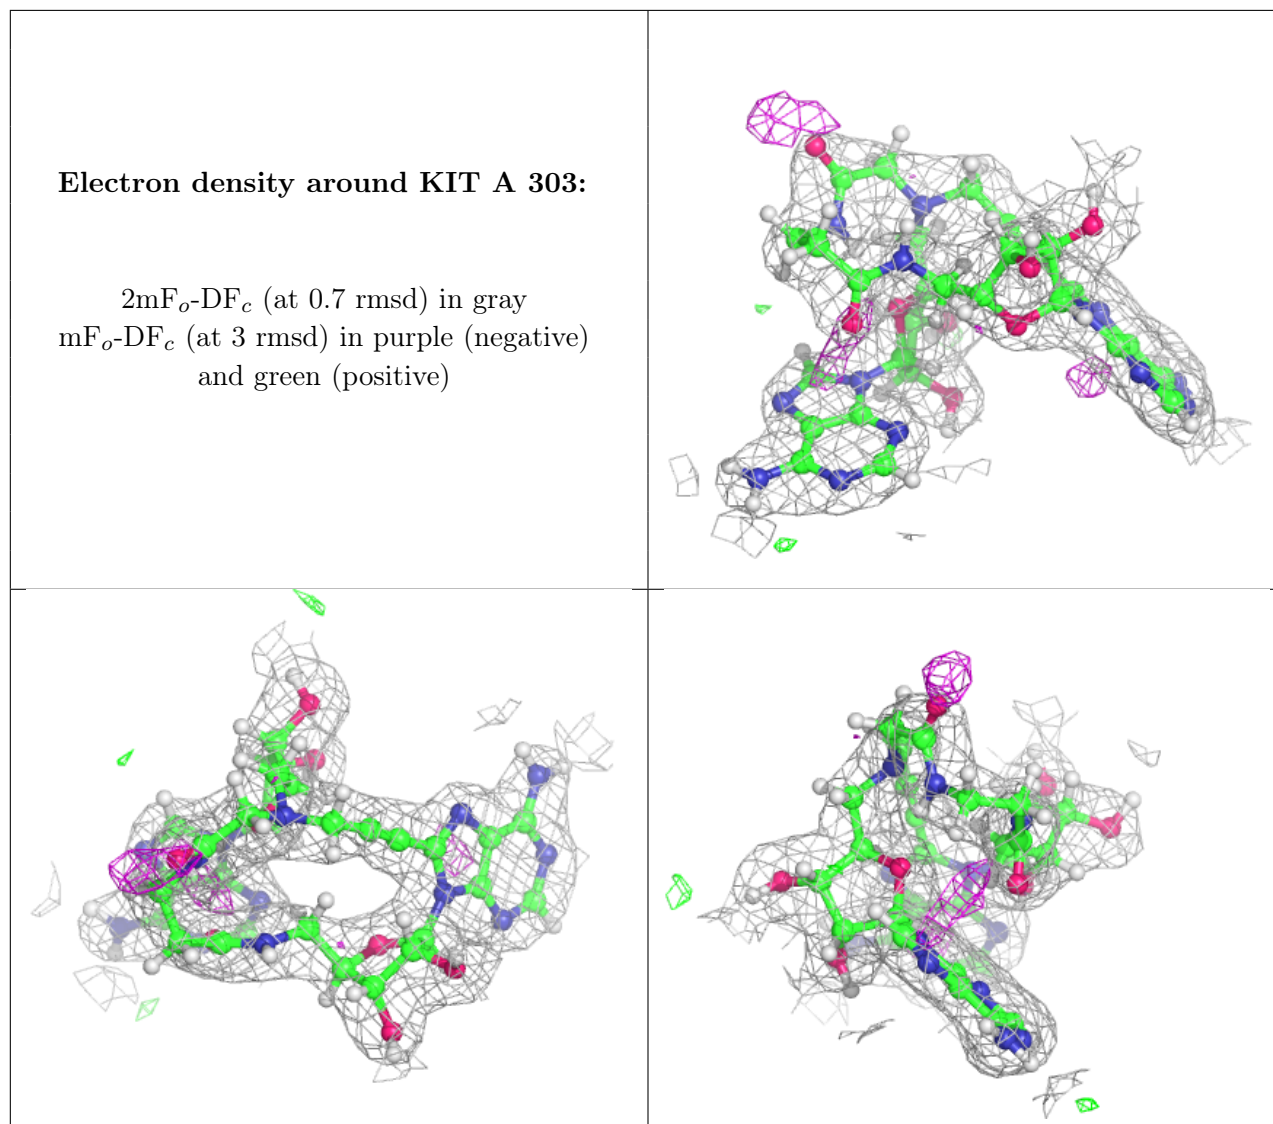 Electron density around KIT A 303:
2mFo-DFc (at 0.7 rmsd) in gray
mFo-DFc (at 3 rmsd) in purple (negative)
and green (positive)